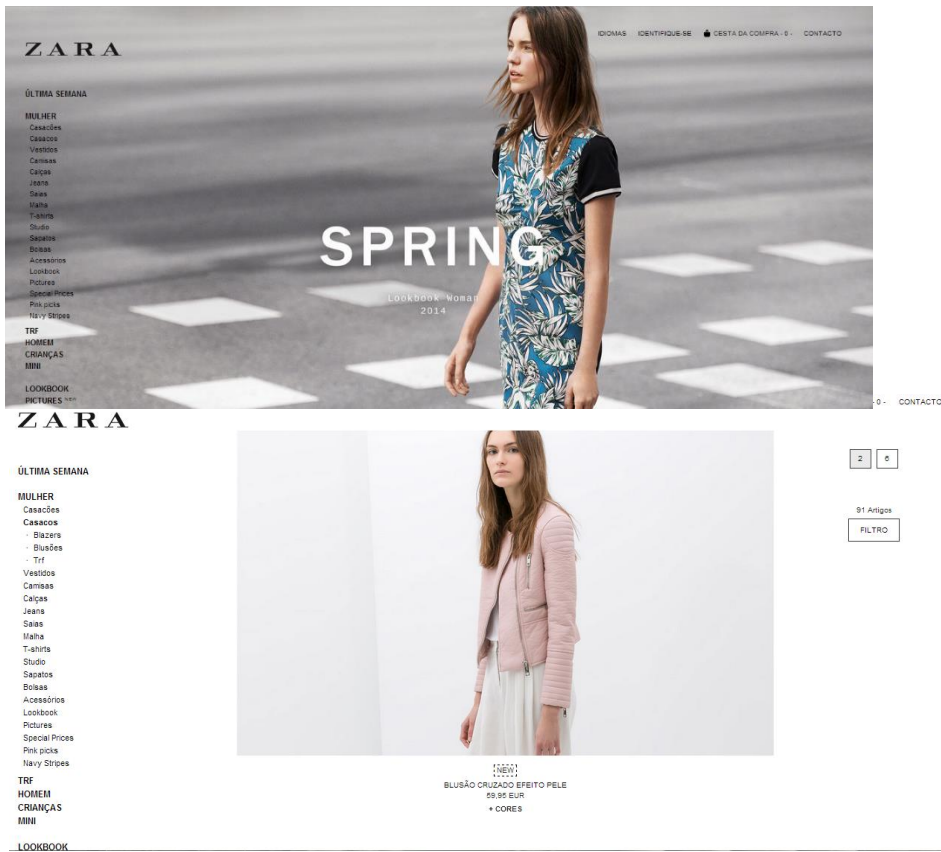 ZARA
IDIOMAS IDENTIFIQUE-SE CESTA DA COMPRA - 0 - CONTACTO
ÚLTIMA SEMANA
MULHER
Casacões
Casacos
Vestidos
Camisas
Calças
Jeans
Saias
Malha
T-shirts
Studio
Sapatos
Bolsas
Acessórios
Lookbook
Pictures
Special Prices
Pink picks
Navy Stripes
TRF
HOMEM
CRIANÇAS
MINI
LOOKBOOK
PICTURES NEW
SPRING
Lookbook Woman
2014
- 0 - CONTACTO
ZARA
ÚLTIMA SEMANA
MULHER
Casacões
Casacos
· Blazers
· Blusões
· Trf
Vestidos
Camisas
Calças
Jeans
Saias
Malha
T-shirts
Studio
Sapatos
Bolsas
Acessórios
Lookbook
Pictures
Special Prices
Pink picks
Navy Stripes
TRF
HOMEM
CRIANÇAS
MINI
LOOKBOOK
NEW
BLUSÃO CRUZADO EFEITO PELE
59,95 EUR
+ CORES
2 6
91 Artigos
FILTRO